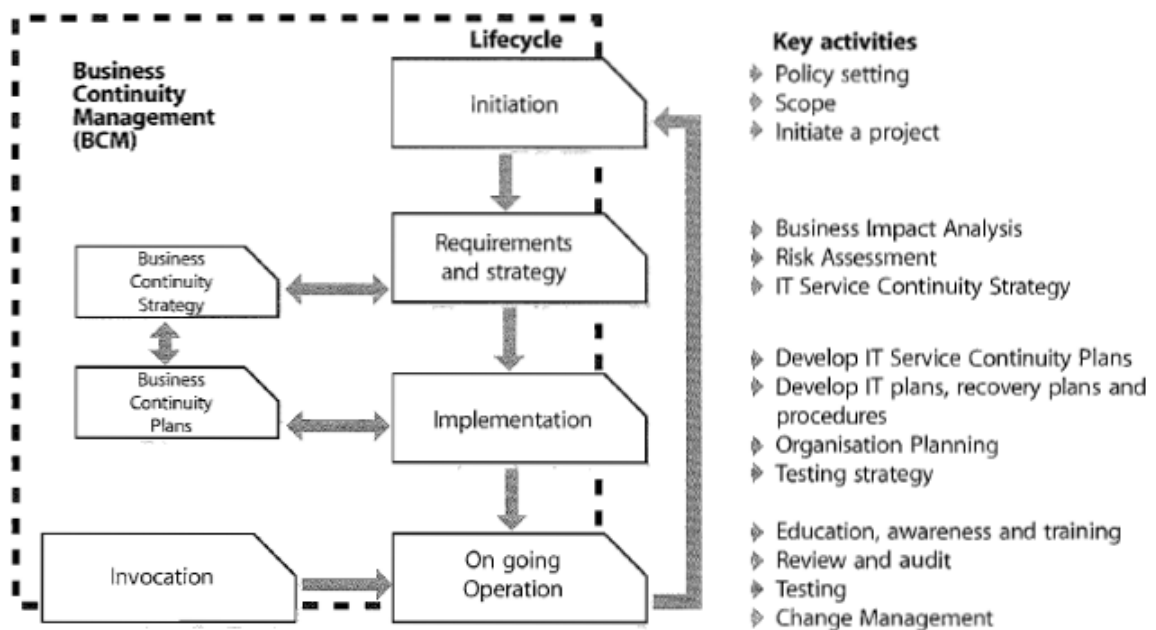 Lifecycle
Business
Continuity
Management
(BCM)
Initiation
Requirements
and strategy
Business
Continuity
Strategy
Business
Continuity
Plans
Implementation
Invocation
On going
Operation
Key activities
Policy setting
Scope
Initiate a project
Business Impact Analysis
Risk Assessment
IT Service Continuity Strategy
Develop IT Service Continuity Plans
Develop IT plans, recovery plans and
procedures
Organisation Planning
Testing strategy
Education, awareness and training
Review and audit
Testing
Change Management